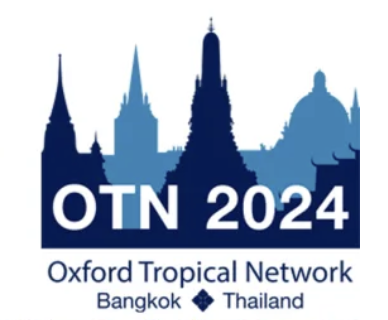 OTN 2024
Oxford Tropical Network
Bangkok Thailand